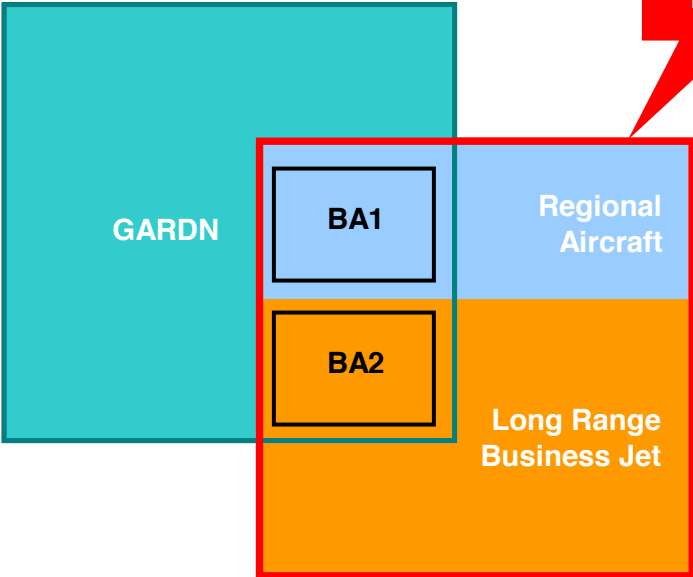 GARDN
BA1
Regional
Aircraft
BA2
Long Range
Business Jet